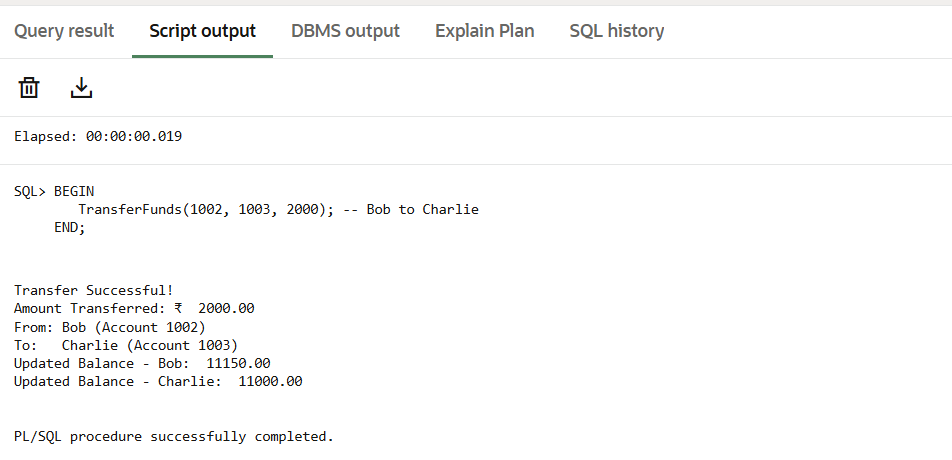 Query result Script output DBMS output Explain Plan SQL history
Elapsed: 00:00:00.019
SQL> BEGIN
TransferFunds(1002, 1003, 2000); -- Bob to Charlie
END;
Transfer Successful!
Amount Transferred: ₹  2000.00
From: Bob (Account 1002)
To:   Charlie (Account 1003)
Updated Balance - Bob:  11150.00
Updated Balance - Charlie:  11000.00
PL/SQL procedure successfully completed.